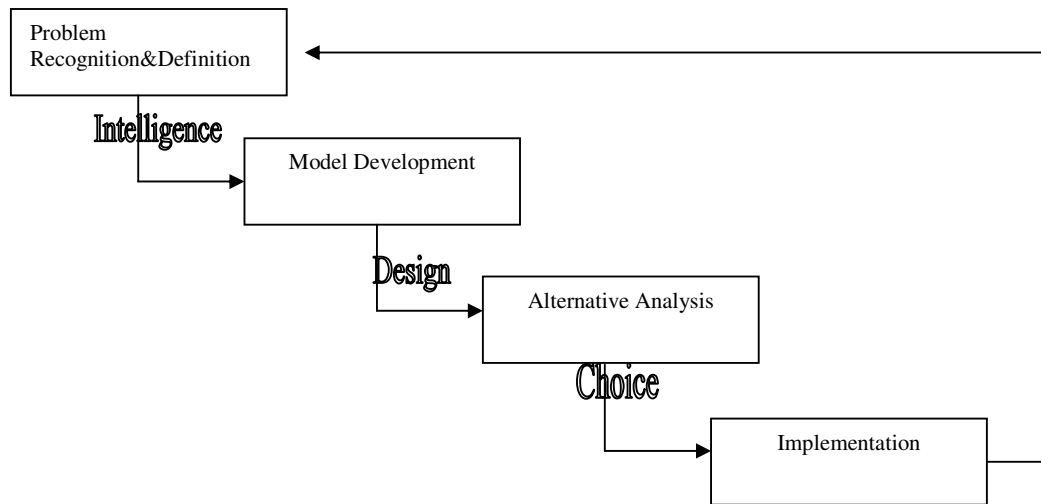 Problem
Recognition&Definition
Intelligence
Model Development
Design
Alternative Analysis
Choice
Implementation